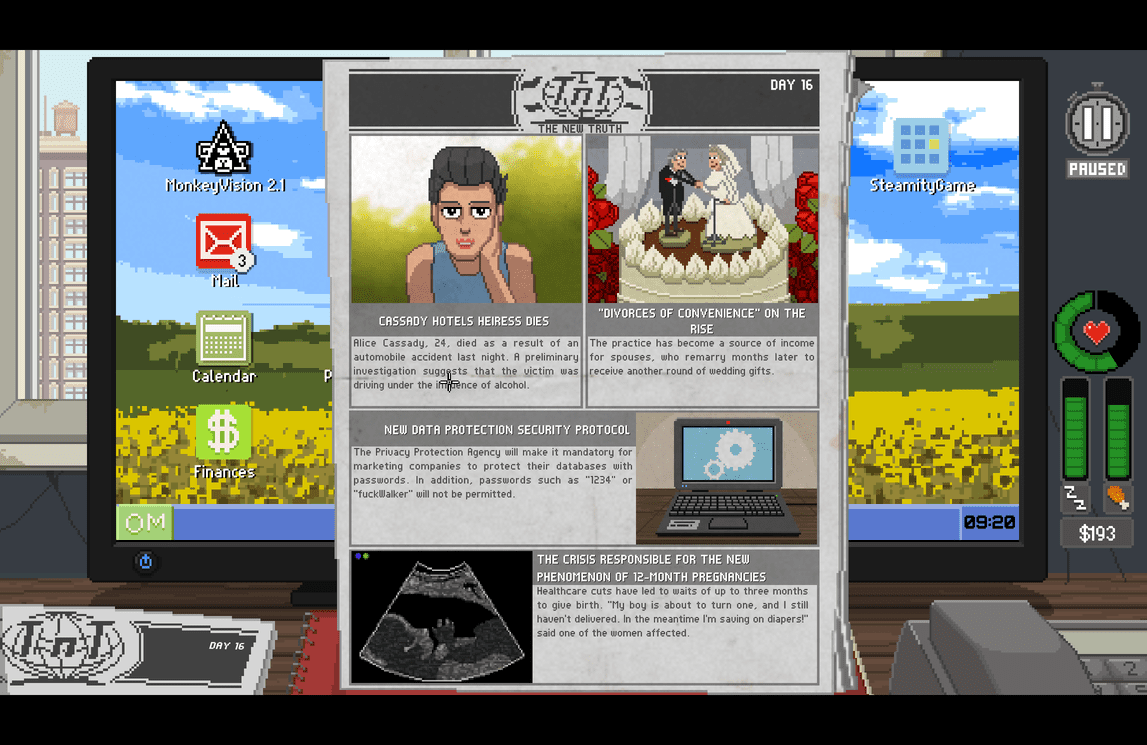 TnT
THE NEW TRUTH
DAY 16
CASSADY HOTELS HEIRESS DIES
Alice Cassady, 24, died as a result of an
automobile accident last night. A preliminary
investigation suggests that the victim was
driving under the influence of alcohol.
"DIVORCES OF CONVENIENCE" ON THE
RISE
The practice has become a source of income
for spouses, who remarry months later to
receive another round of wedding gifts.
NEW DATA PROTECTION SECURITY PROTOCOL
The Privacy Protection Agency will make it mandatory for
marketing companies to protect their databases with
passwords. In addition, passwords such as "1234" or
"fuckWalker" will not be permitted.
THE CRISIS RESPONSIBLE FOR THE NEW
PHENOMENON OF 12-MONTH PREGNANCIES
Healthcare cuts have led to waits of up to three months
to give birth. "My boy is about to turn one, and I still
haven't delivered. In the meantime I'm saving on diapers!"
said one of the women affected.
MonkeyVision 2.1
3
Mail
Calendar
P
$
Finances
OM
SteamityGame
09:20
PAUSED
ZZZ
$193
TnT
DAY 16
2